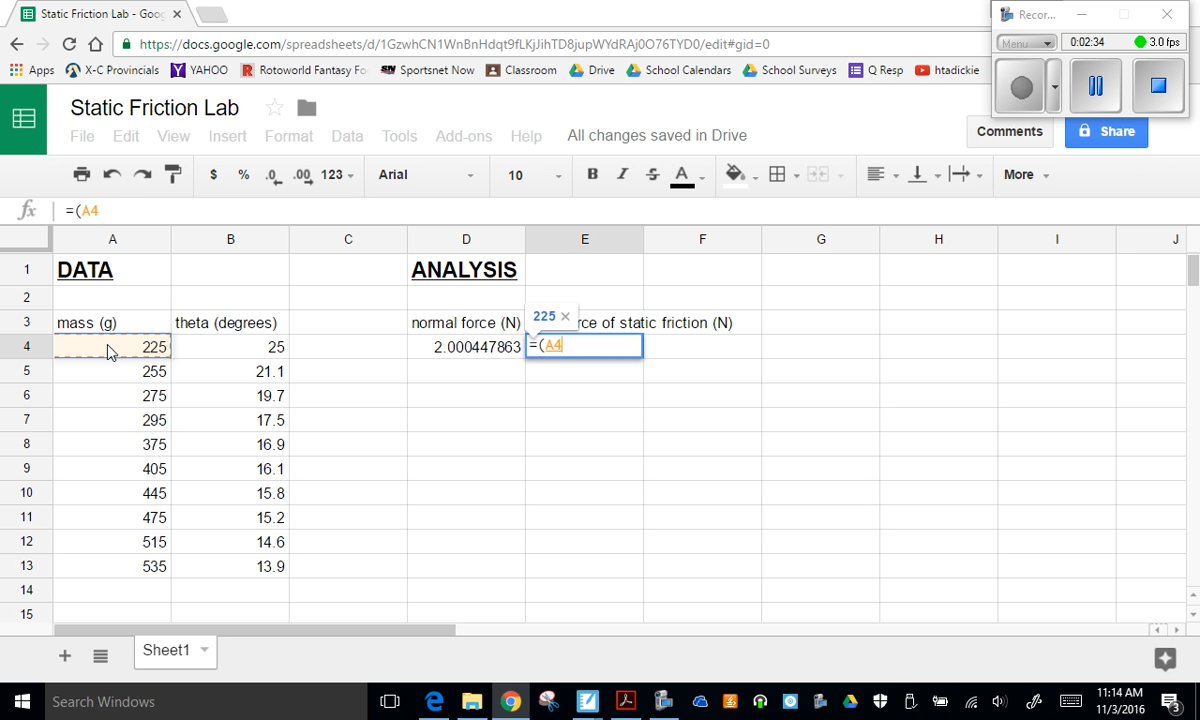 Static Friction Lab - Goog
Recor...
https://docs.google.com/spreadsheets/d/1GzwhCN1WnBnHdqt9fLKjJihTD8jupWYdRAj0O76TYD0/edit#gid=0
Menu 0:02:34 3.0 fps
Apps X-C Provincials YAHOO Rotoworld Fantasy Fo Sportsnet Now Classroom Drive School Calendars School Surveys Q Resp htadickie
Static Friction Lab
File Edit View Insert Format Data Tools Add-ons Help All changes saved in Drive
Comments Share
$ % .0 .00 123 Arial 10 B I S A More
fx =(A4
A B C D E F G H I J
1 DATA ANALYSIS
2
3 mass (g) theta (degrees) normal force (N) rce of static friction (N)
225 ×
4 225 25 2.000447863 =(A4
5 255 21.1
6 275 19.7
7 295 17.5
8 375 16.9
9 405 16.1
10 445 15.8
11 475 15.2
12 515 14.6
13 535 13.9
14
15
Sheet1
Search Windows
11:14 AM
11/3/2016
3